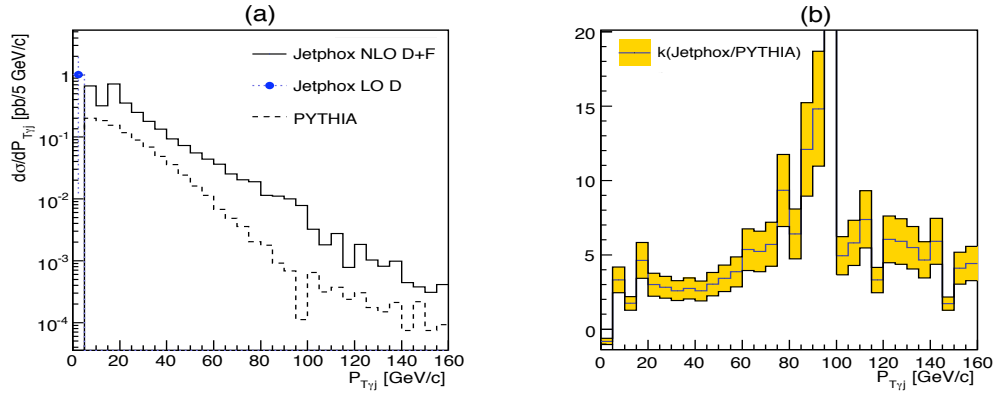 (a)
dσ/dP_Tγj [pb/5 GeV/c]
1
10^-1
10^-2
10^-3
10^-4
Jetphox NLO D+F
Jetphox LO D
PYTHIA
0 20 40 60 80 100 120 140 160
P_Tγj [GeV/c]
(b)
20
15
10
5
0
k(Jetphox/PYTHIA)
0 20 40 60 80 100 120 140 160
P_Tγj [GeV/c]